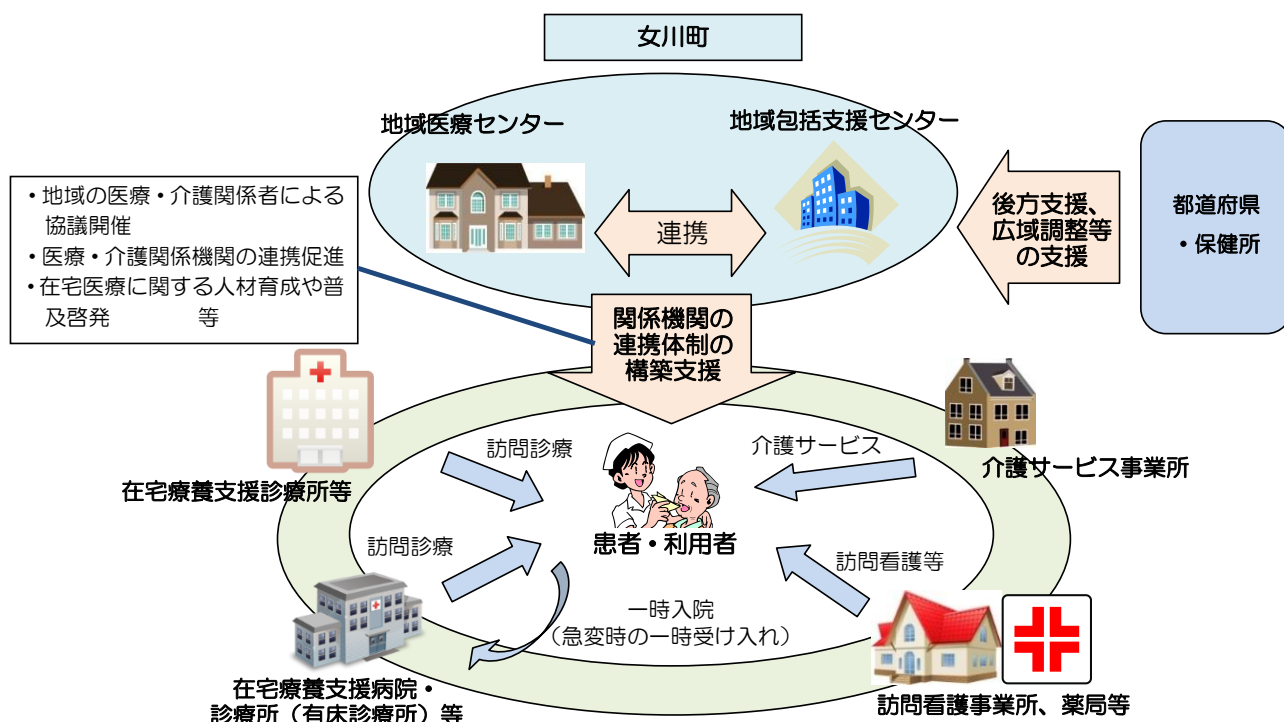 女川町
地域医療センター
地域包括支援センター
・地域の医療・介護関係者による
協議開催
・医療・介護関係機関の連携促進
・在宅医療に関する人材育成や普
及啓発　　　等
連携
後方支援、
広域調整等
の支援
都道府県
・保健所
関係機関の
連携体制の
構築支援
訪問診療
介護サービス
在宅療養支援診療所等
介護サービス事業所
患者・利用者
訪問診療
訪問看護等
一時入院
（急変時の一時受け入れ）
在宅療養支援病院・
診療所（有床診療所）等
訪問看護事業所、薬局等